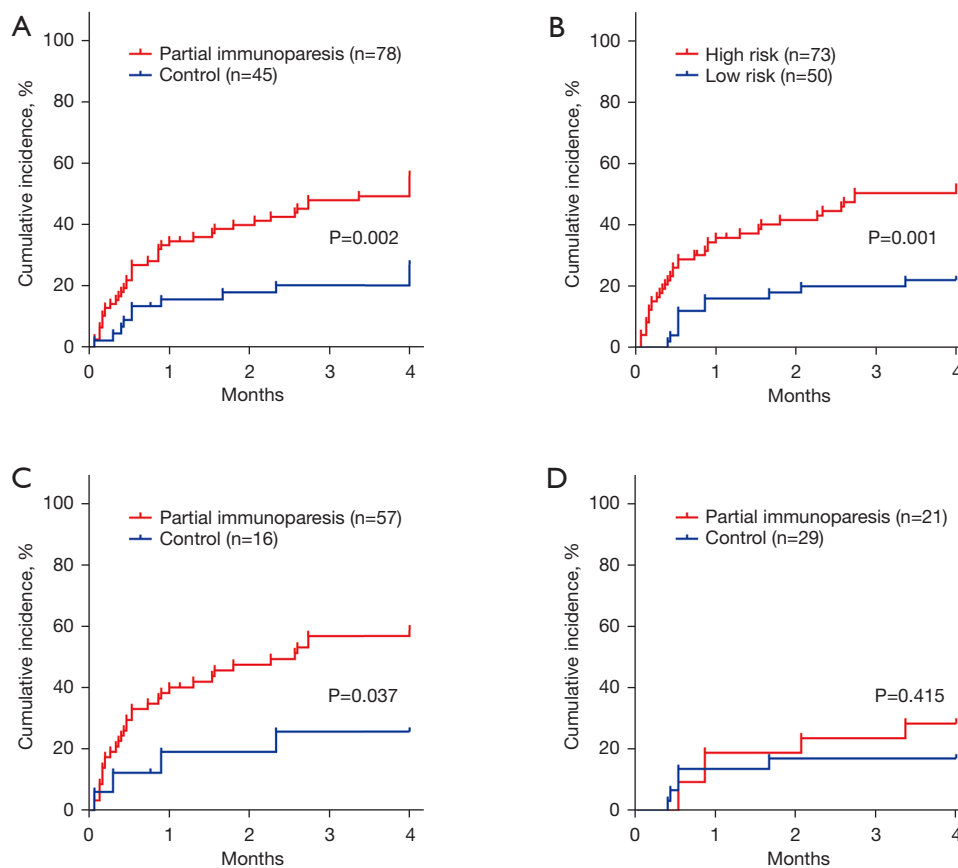 A
Partial immunoparesis (n=78)
Control (n=45)
Cumulative incidence, %
100
80
60
40
20
0
P=0.002
0 1 2 3 4
Months
B
High risk (n=73)
Low risk (n=50)
Cumulative incidence, %
100
80
60
40
20
0
P=0.001
0 1 2 3 4
Months
C
Partial immunoparesis (n=57)
Control (n=16)
Cumulative incidence, %
100
80
60
40
20
0
P=0.037
0 1 2 3 4
Months
D
Partial immunoparesis (n=21)
Control (n=29)
Cumulative incidence, %
100
80
60
40
20
0
P=0.415
0 1 2 3 4
Months